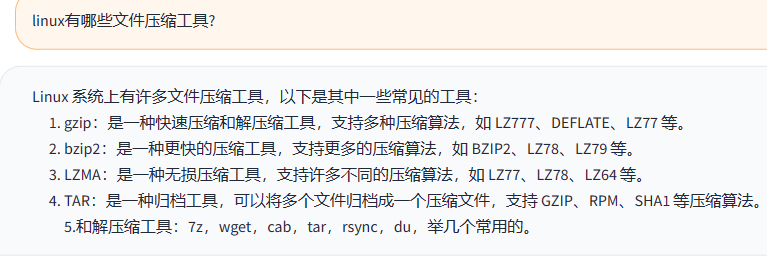 linux有哪些文件压缩工具?
Linux 系统上有许多文件压缩工具，以下是其中一些常见的工具：
1. gzip：是一种快速压缩和解压缩工具，支持多种压缩算法，如 LZ777、DEFLATE、LZ77 等。
2. bzip2：是一种更快的压缩工具，支持更多的压缩算法，如 BZIP2、LZ78、LZ79 等。
3. LZMA：是一种无损压缩工具，支持许多不同的压缩算法，如 LZ77、LZ78、LZ64 等。
4. TAR：是一种归档工具，可以将多个文件归档成一个压缩文件，支持 GZIP、RPM、SHA1 等压缩算法。
5.和解压缩工具：7z，wget，cab，tar，rsync，du，举几个常用的。